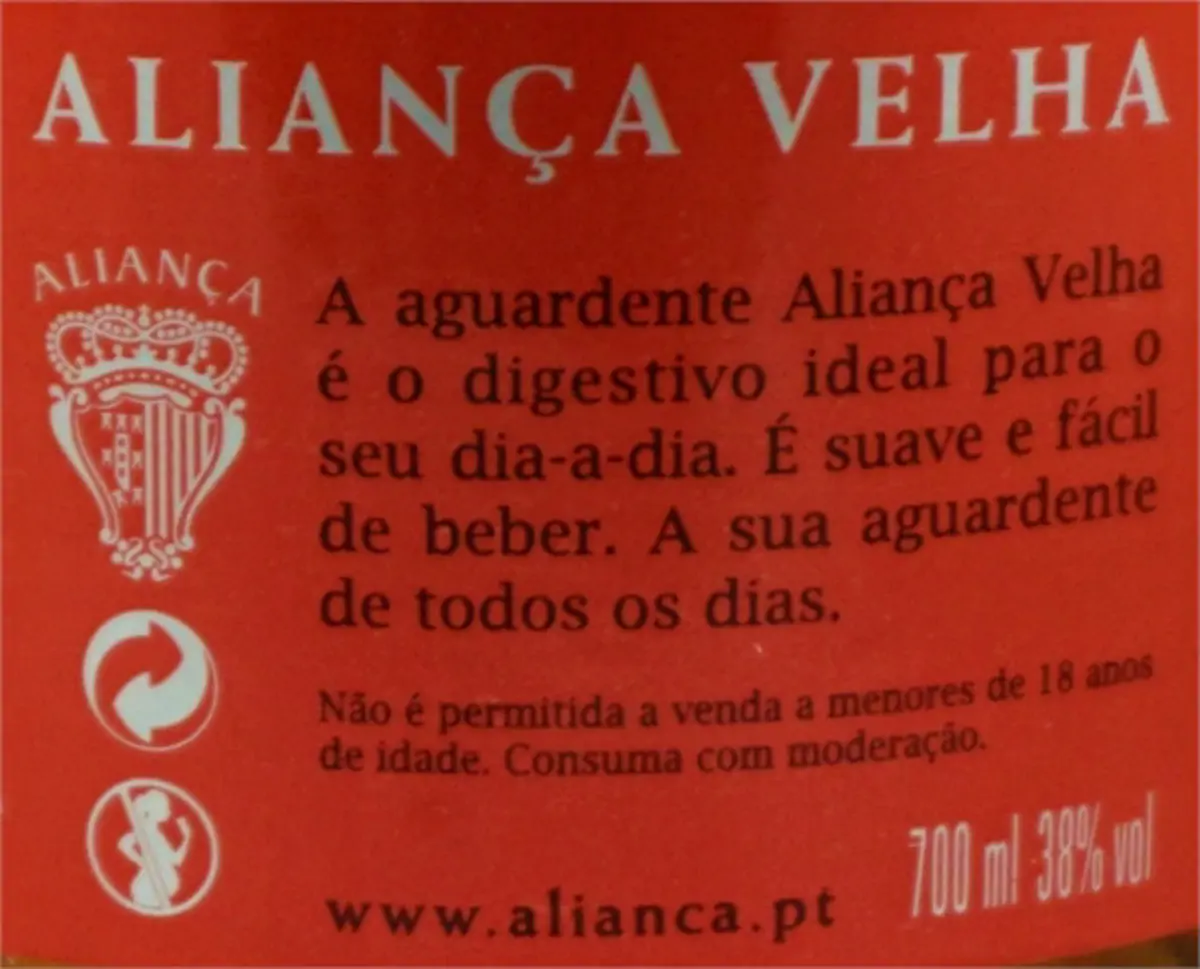 ALIANÇA VELHA
ALIANÇA
A aguardente Aliança Velha
é o digestivo ideal para o
seu dia-a-dia. É suave e fácil
de beber. A sua aguardente
de todos os dias.
Não é permitida a venda a menores de 18 anos
de idade. Consuma com moderação.
700 ml 38% vol
www.alianca.pt